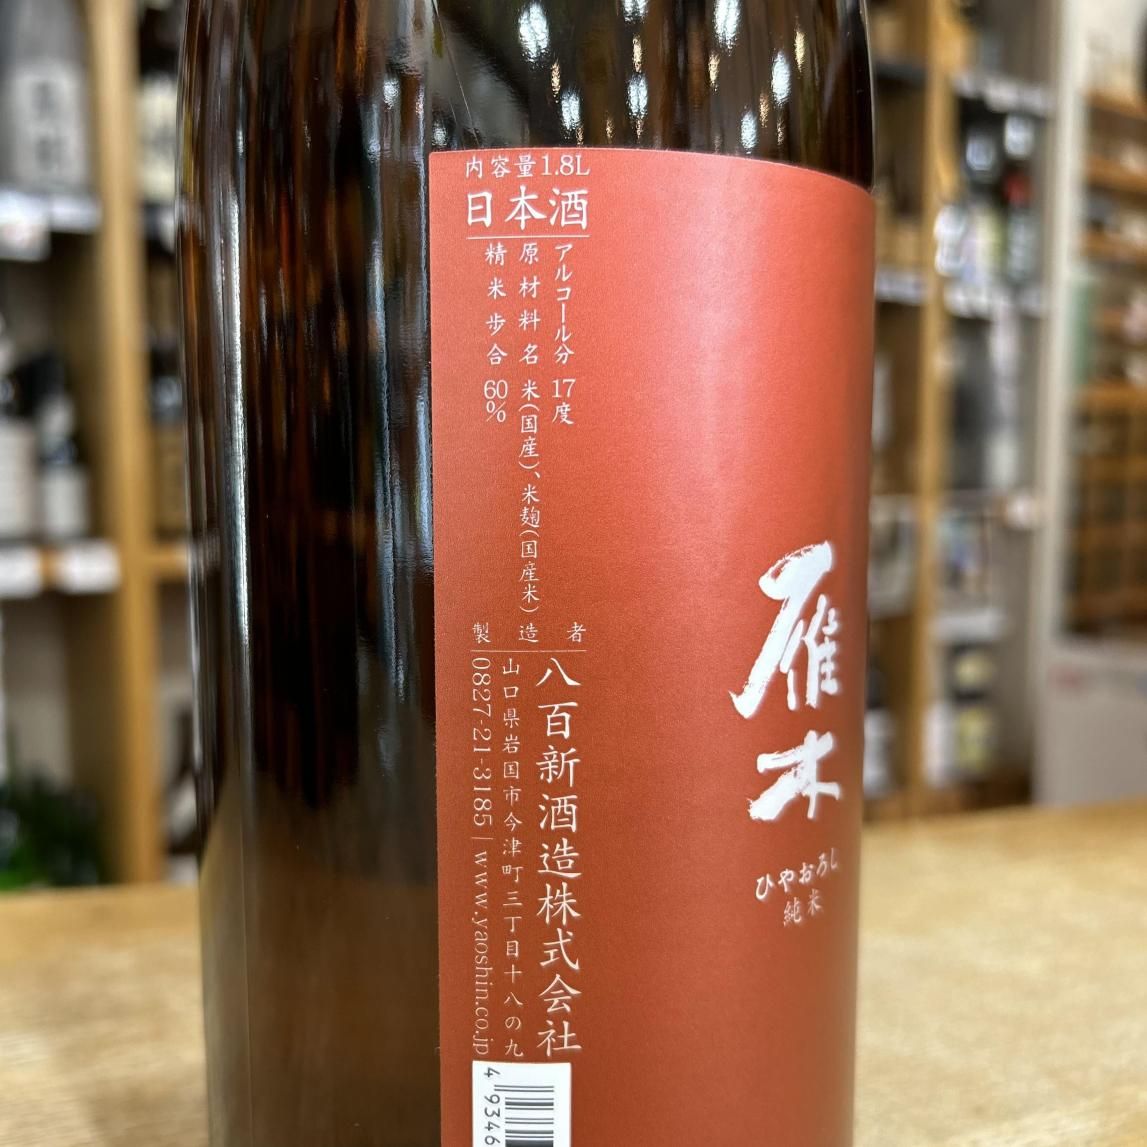 内容量1.8L
日本酒
アルコール分 17度
原材料名 米(国産)、米麹(国産米)
精米歩合 60%
製造者
八百新酒造株式会社
山口県岩国市今津町三丁目十八の九
0827-21-3185 | www.yaoshin.co.jp
4 9346
雁木
ひやおろし
純米